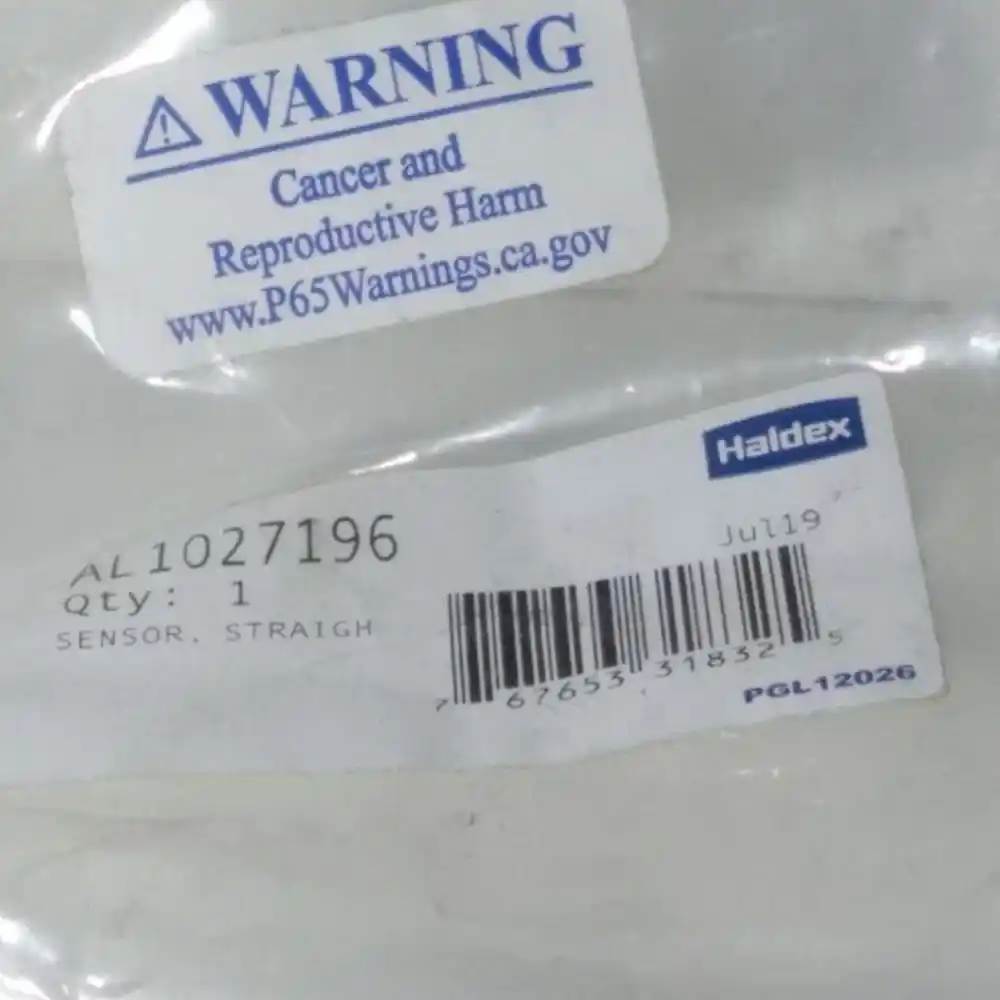 ⚠ WARNING
Cancer and
Reproductive Harm
www.P65Warnings.ca.gov
Haldex
AL1027196
Jul19
Qty: 1
SENSOR, STRAIGH
7 67653 31832 5
PGL12026